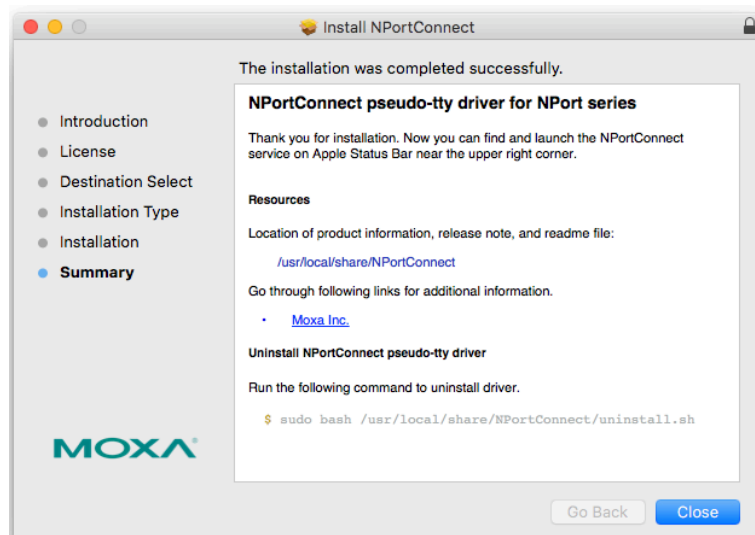 Install NPortConnect
The installation was completed successfully.
Introduction
License
Destination Select
Installation Type
Installation
Summary
NPortConnect pseudo-tty driver for NPort series
Thank you for installation. Now you can find and launch the NPortConnect
service on Apple Status Bar near the upper right corner.
Resources
Location of product information, release note, and readme file:
/usr/local/share/NPortConnect
Go through following links for additional information.
Moxa Inc.
Uninstall NPortConnect pseudo-tty driver
Run the following command to uninstall driver.
$ sudo bash /usr/local/share/NPortConnect/uninstall.sh
MOXA
Go Back
Close